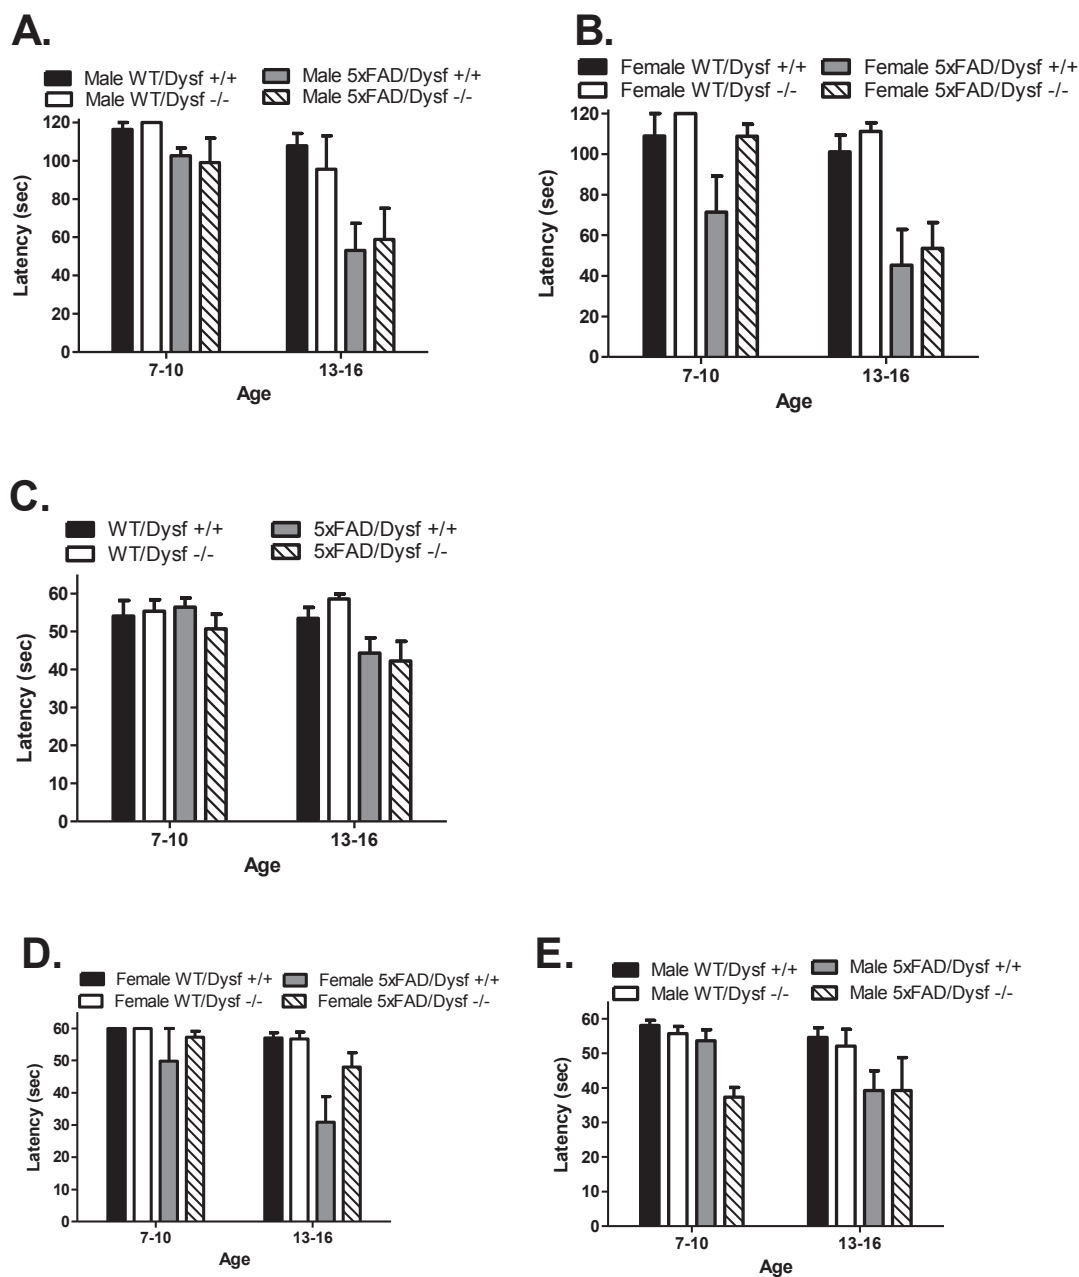 A.
Male WT/Dysf +/+ Male 5xFAD/Dysf +/+
Male WT/Dysf -/- Male 5xFAD/Dysf -/-
120
100
80
60
40
20
0
Latency (sec)
7-10 13-16
Age
B.
Female WT/Dysf +/+ Female 5xFAD/Dysf +/+
Female WT/Dysf -/- Female 5xFAD/Dysf -/-
120
100
80
60
40
20
0
Latency (sec)
7-10 13-16
Age
C.
WT/Dysf +/+ 5xFAD/Dysf +/+
WT/Dysf -/- 5xFAD/Dysf -/-
60
50
40
30
20
10
0
Latency (sec)
7-10 13-16
Age
D.
Female WT/Dysf +/+ Female 5xFAD/Dysf +/+
Female WT/Dysf -/- Female 5xFAD/Dysf -/-
60
50
40
30
20
10
0
Latency (sec)
7-10 13-16
Age
E.
Male WT/Dysf +/+ Male 5xFAD/Dysf +/+
Male WT/Dysf -/- Male 5xFAD/Dysf -/-
60
50
40
30
20
10
0
Latency (sec)
7-10 13-16
Age